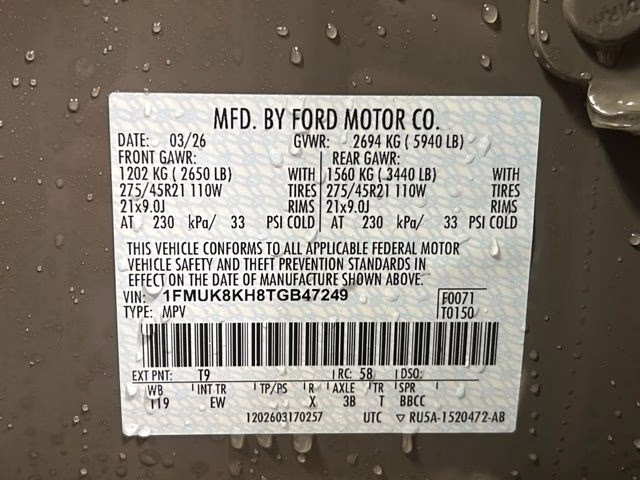 MFD. BY FORD MOTOR CO.
DATE: 03/26 GVWR: 2694 KG ( 5940 LB)
FRONT GAWR: REAR GAWR:
1202 KG ( 2650 LB) WITH 1560 KG ( 3440 LB) WITH
275/45R21 110W TIRES 275/45R21 110W TIRES
21x9.0J RIMS 21x9.0J RIMS
AT 230 kPa/ 33 PSI COLD AT 230 kPa/ 33 PSI COLD
THIS VEHICLE CONFORMS TO ALL APPLICABLE FEDERAL MOTOR
VEHICLE SAFETY AND THEFT PREVENTION STANDARDS IN
EFFECT ON THE DATE OF MANUFACTURE SHOWN ABOVE.
VIN: 1FMUK8KH8TGB47249 F0071
TYPE: MPV T0150
EXT PNT: T9 RC: 58 DSO:
WB INT TR TP/PS R AXLE TR SPR
119 EW X 3B T BBCC
1202603170257 UTC ▽ RU5A-1520472-AB